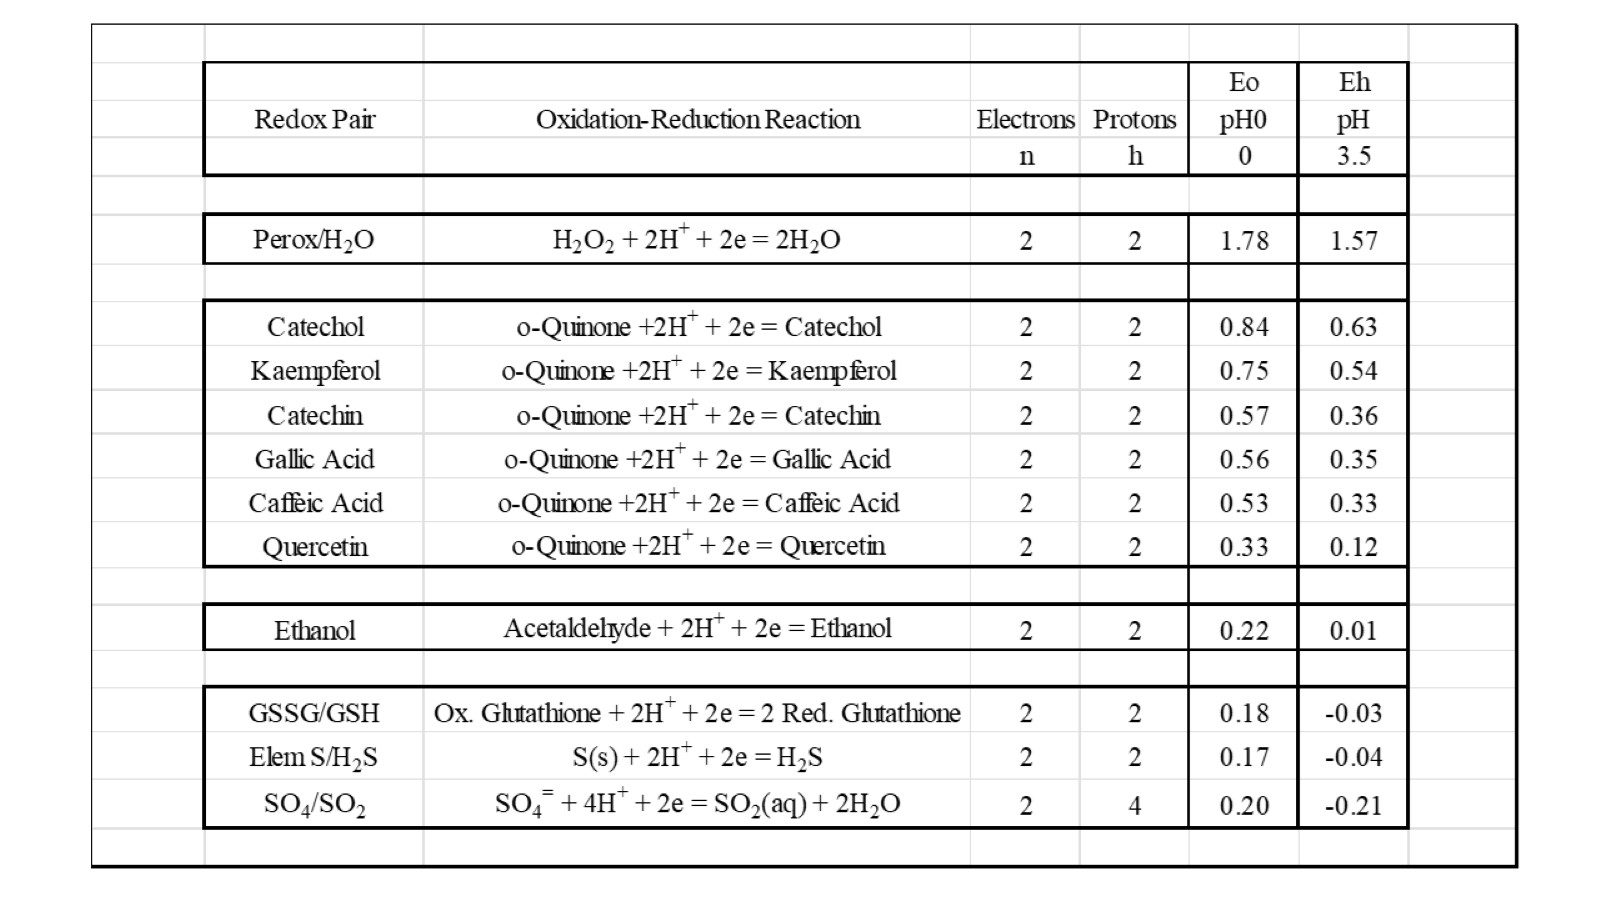 Eo Eh
Redox Pair Oxidation-Reduction Reaction Electrons Protons pH0 pH
n h 0 3.5
Perox/H₂O H₂O₂ + 2H⁺ + 2e = 2H₂O 2 2 1.78 1.57
Catechol o-Quinone +2H⁺ + 2e = Catechol 2 2 0.84 0.63
Kaempferol o-Quinone +2H⁺ + 2e = Kaempferol 2 2 0.75 0.54
Catechin o-Quinone +2H⁺ + 2e = Catechin 2 2 0.57 0.36
Gallic Acid o-Quinone +2H⁺ + 2e = Gallic Acid 2 2 0.56 0.35
Caffeic Acid o-Quinone +2H⁺ + 2e = Caffeic Acid 2 2 0.53 0.33
Quercetin o-Quinone +2H⁺ + 2e = Quercetin 2 2 0.33 0.12
Ethanol Acetaldehyde + 2H⁺ + 2e = Ethanol 2 2 0.22 0.01
GSSG/GSH Ox. Glutathione + 2H⁺ + 2e = 2 Red. Glutathione 2 2 0.18 -0.03
Elem S/H₂S S(s) + 2H⁺ + 2e = H₂S 2 2 0.17 -0.04
SO₄/SO₂ SO₄⁼ + 4H⁺ + 2e = SO₂(aq) + 2H₂O 2 4 0.20 -0.21